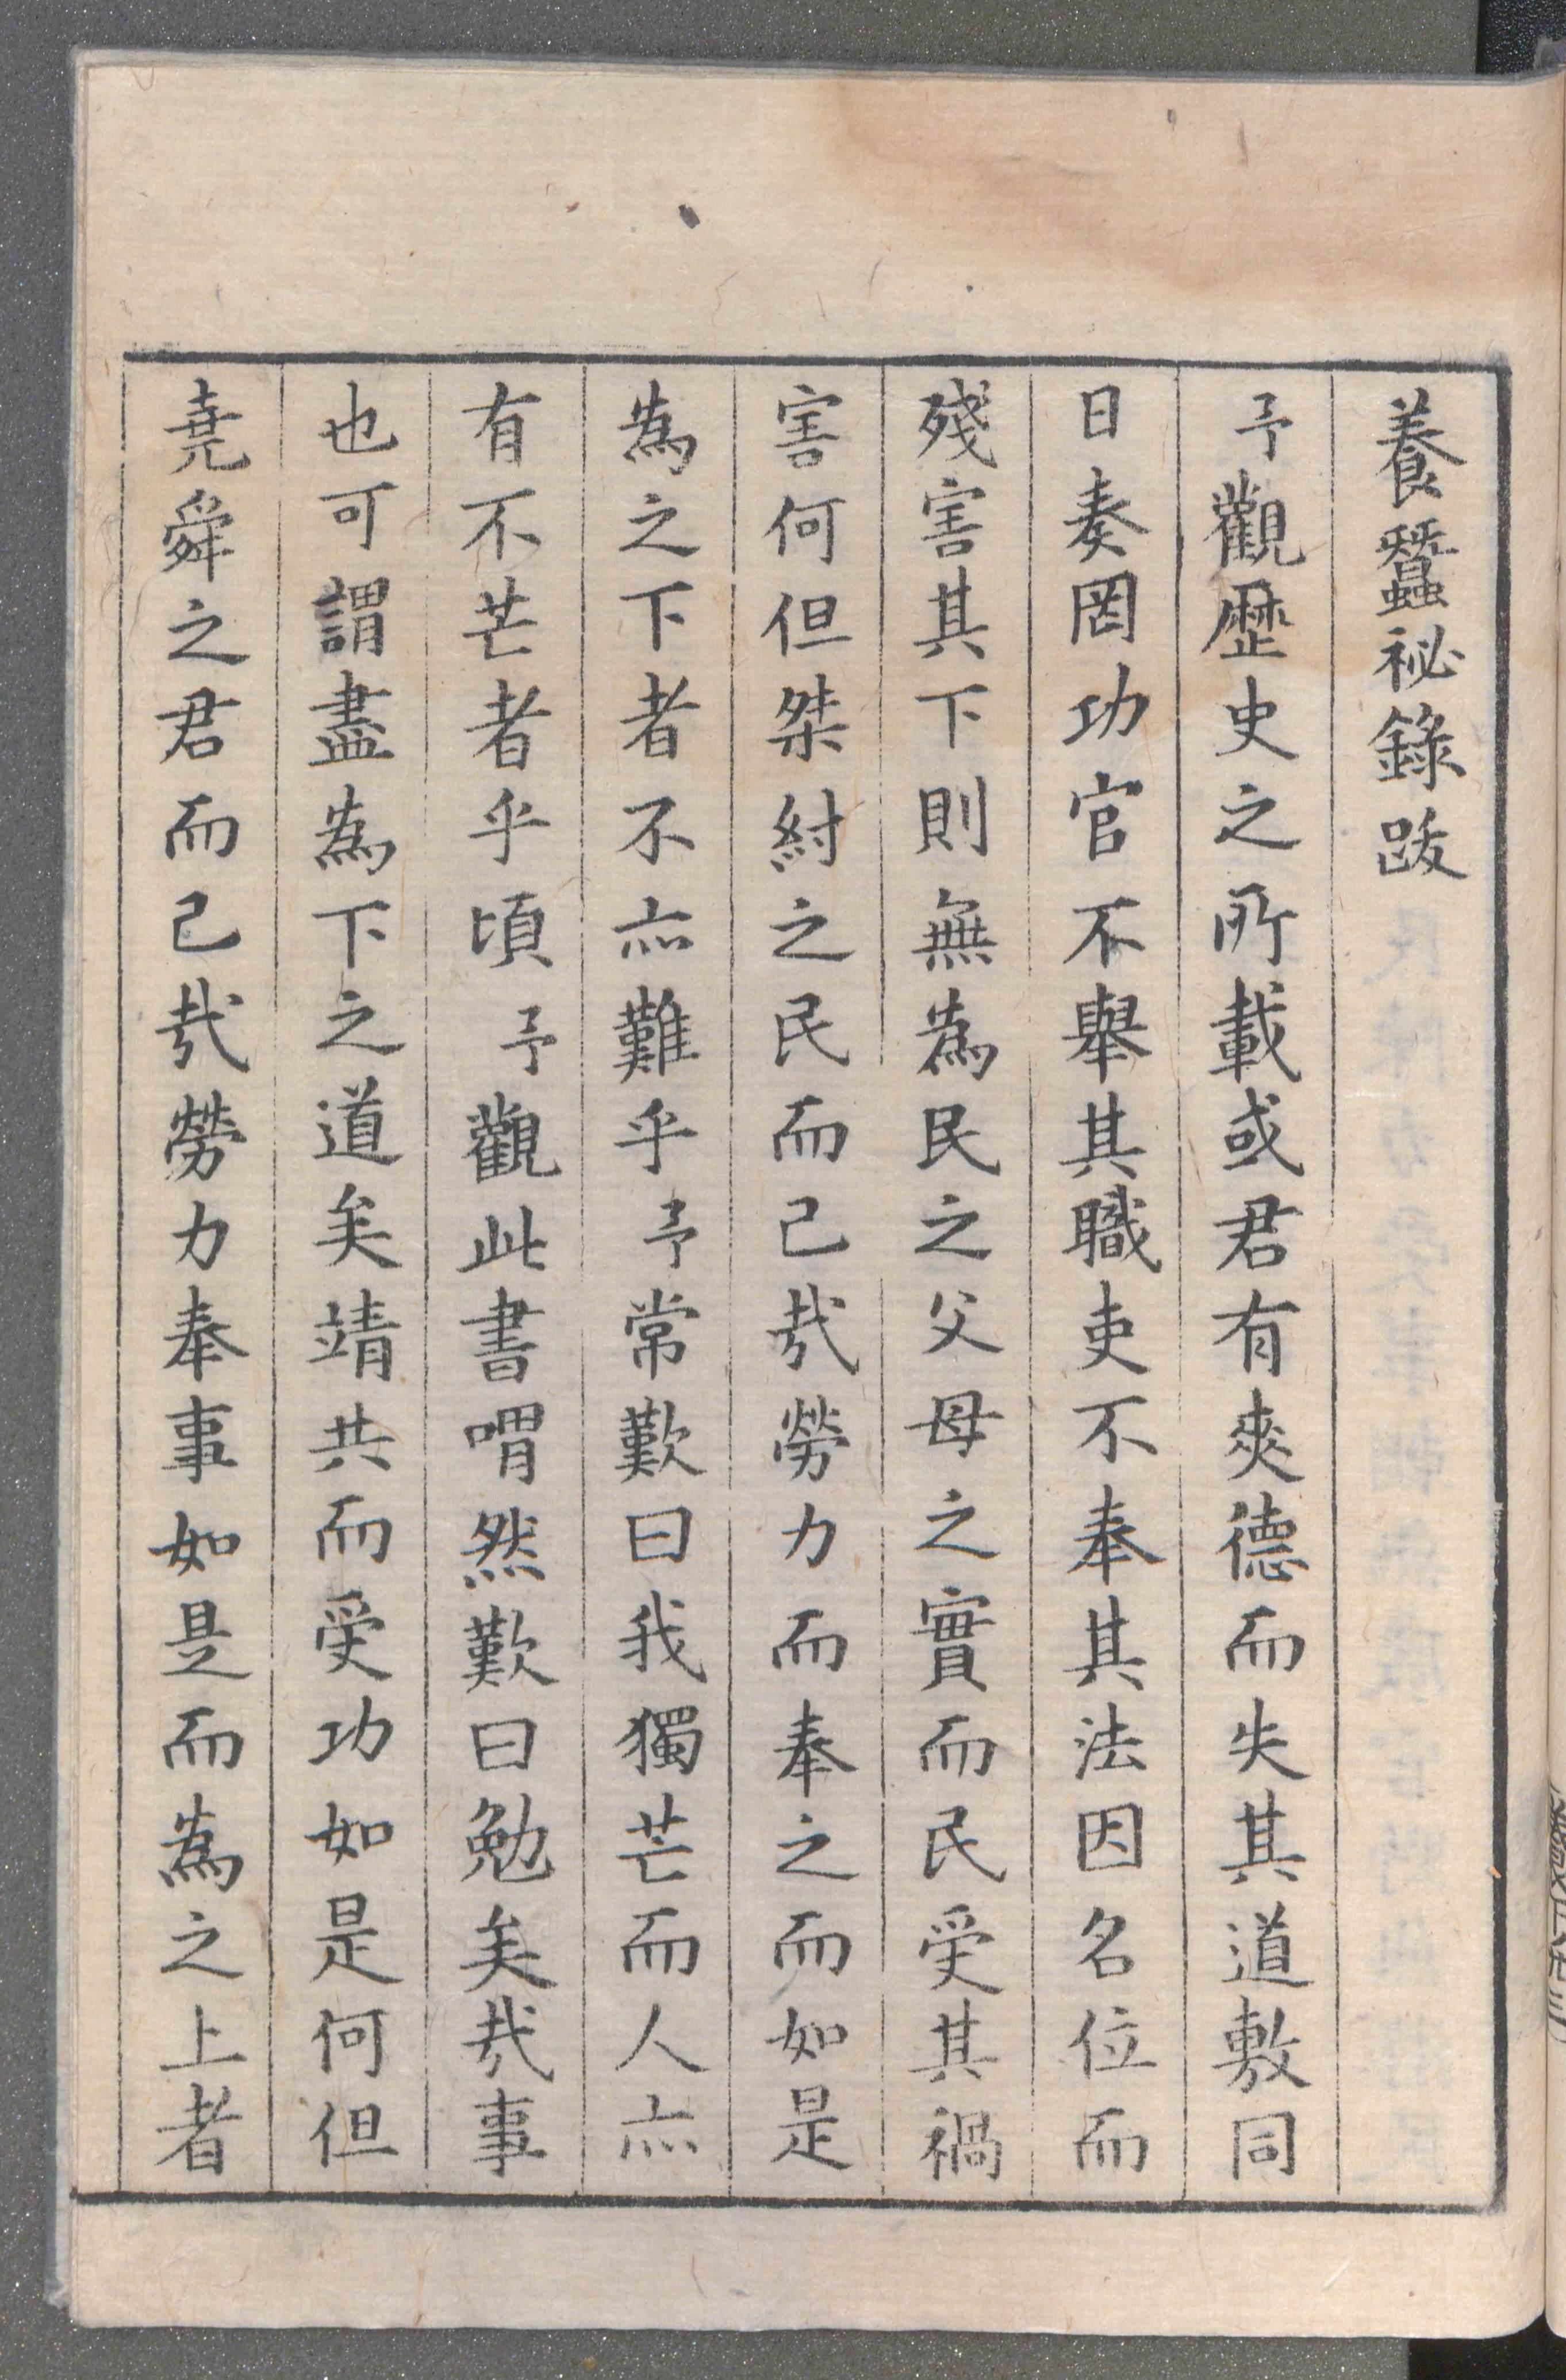 養蠶祕錄跋
予觀歷史之所載或君有爽德而失其道敷同
日奏罔功官不舉其職吏不奉其法因名位而
殘害其下則無為民之父母之實而民受其禍
害何但桀紂之民而已哉勞力而奉之而如是
為之下者不亦難乎予常歎曰我獨芒而人亦
有不芒者乎頃予觀此書喟然歎曰勉矣哉事
也可謂盡為下之道矣靖共而受功如是何但
堯舜之君而已哉勞力奉事如是而為之上者